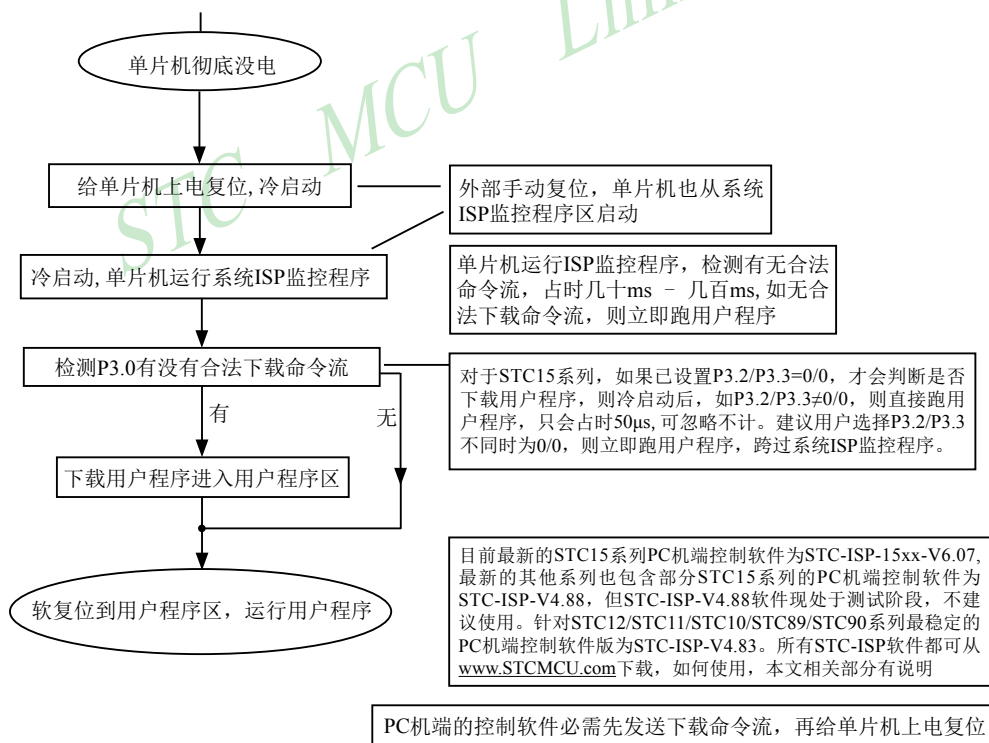 STC MCU Lim
单片机彻底没电
给单片机上电复位,冷启动
外部手动复位，单片机也从系统
ISP监控程序区启动
冷启动,单片机运行系统ISP监控程序
单片机运行ISP监控程序，检测有无合法
命令流，占时几十ms - 几百ms,如无合
法下载命令流，则立即跑用户程序
检测P3.0有没有合法下载命令流
对于STC15系列，如果已设置P3.2/P3.3=0/0，才会判断是否
下载用户程序，则冷启动后，如P3.2/P3.3≠0/0，则直接跑用
户程序，只会占时50μs,可忽略不计。建议用户选择P3.2/P3.3
不同时为0/0，则立即跑用户程序，跨过系统ISP监控程序。
有
无
下载用户程序进入用户程序区
目前最新的STC15系列PC机端控制软件为STC-ISP-15xx-V6.07,
最新的其他系列也包含部分STC15系列的PC机端控制软件为
STC-ISP-V4.88，但STC-ISP-V4.88软件现处于测试阶段，不建
议使用。针对STC12/STC11/STC10/STC89/STC90系列最稳定的
PC机端控制软件版为STC-ISP-V4.83。所有STC-ISP软件都可从
www.STCMCU.com下载，如何使用，本文相关部分有说明
软复位到用户程序区，运行用户程序
PC机端的控制软件必需先发送下载命令流，再给单片机上电复位